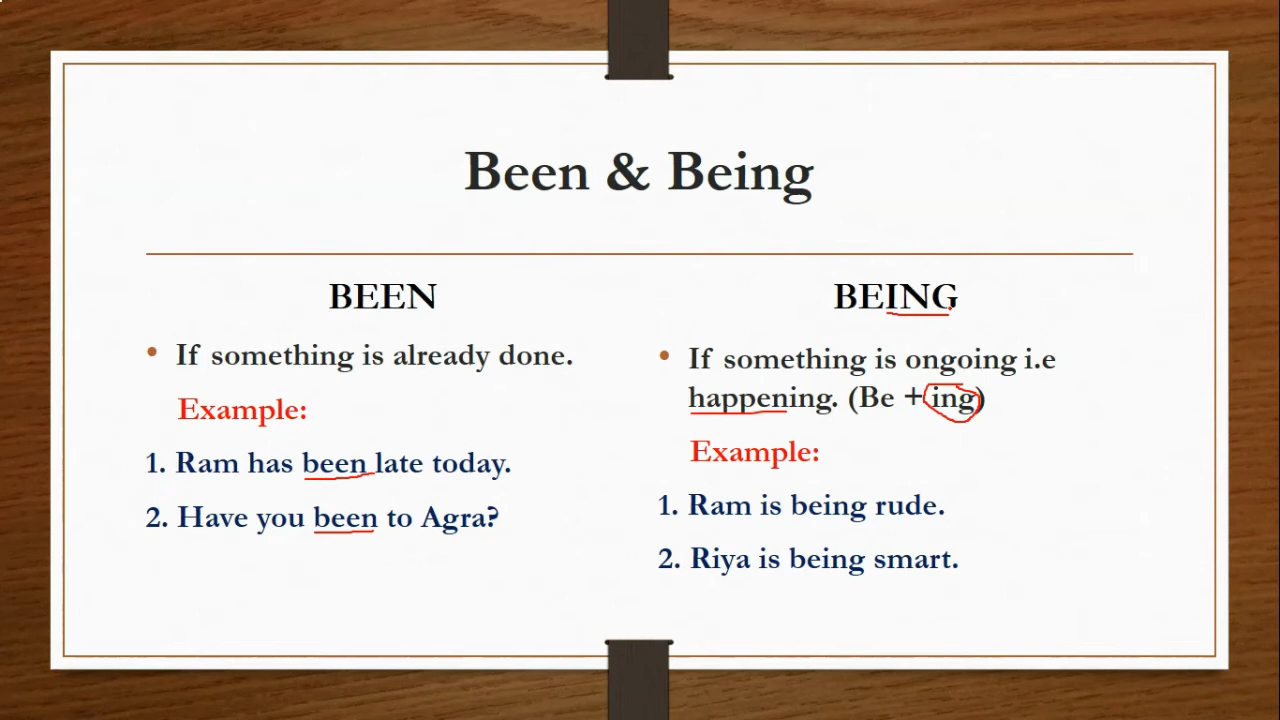 Been & Being
BEEN
• If something is already done.
Example:
1. Ram has been late today.
2. Have you been to Agra?
BEING
• If something is ongoing i.e
happening. (Be + ing)
Example:
1. Ram is being rude.
2. Riya is being smart.